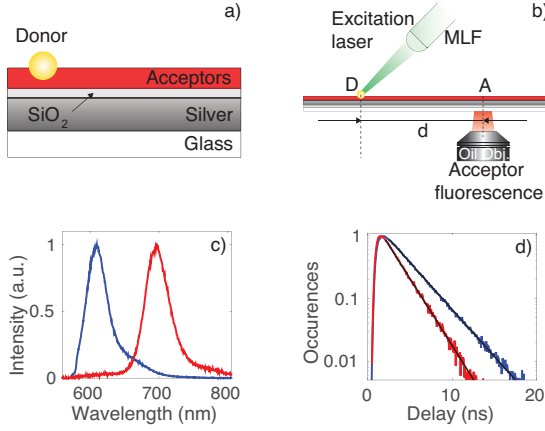 a)
Donor
Acceptors
SiO2
Silver
Glass
b)
Excitation
laser
MLF
D
A
d
Oil Obj.
Acceptor
fluorescence
c)
Intensity (a.u.)
1
0.5
0
600
700
800
Wavelength (nm)
d)
Occurences
1
0.1
0.01
0
10
20
Delay (ns)